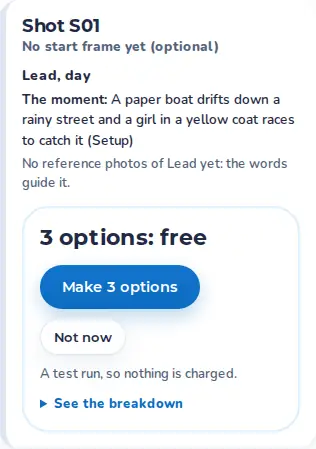 Shot S01
No start frame yet (optional)
Lead, day
The moment: A paper boat drifts down a
rainy street and a girl in a yellow coat races
to catch it (Setup)
No reference photos of Lead yet: the words
guide it.
3 options: free
Make 3 options
Not now
A test run, so nothing is charged.
See the breakdown